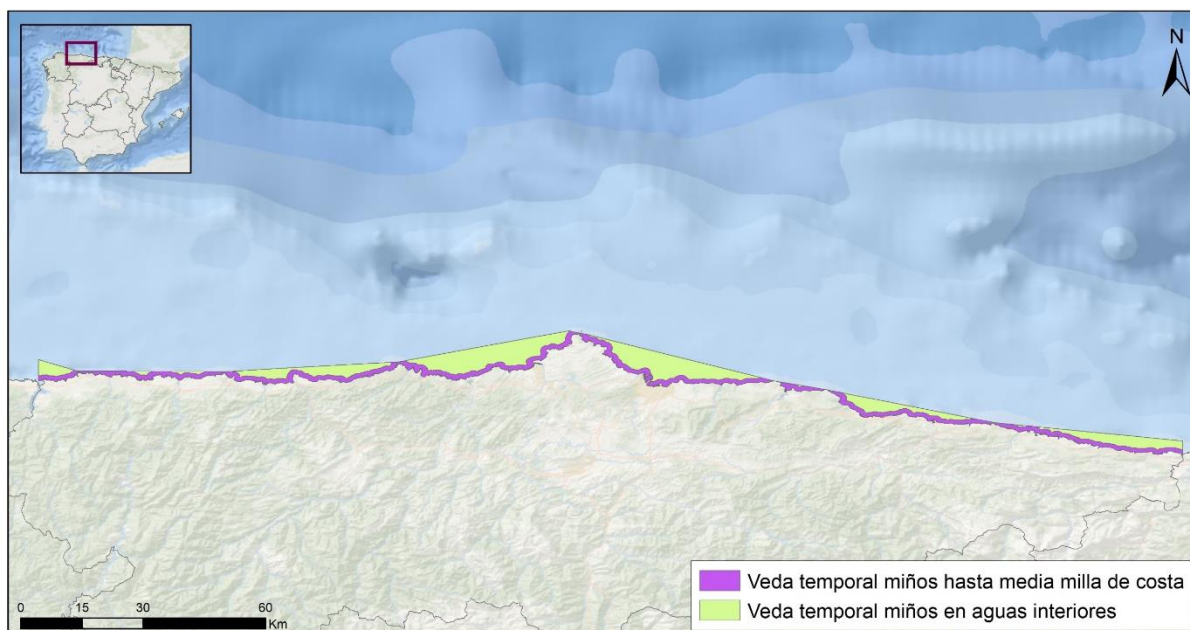 N
Veda temporal miños hasta media milla de costa
Veda temporal miños en aguas interiores
0 15 30 60
Km